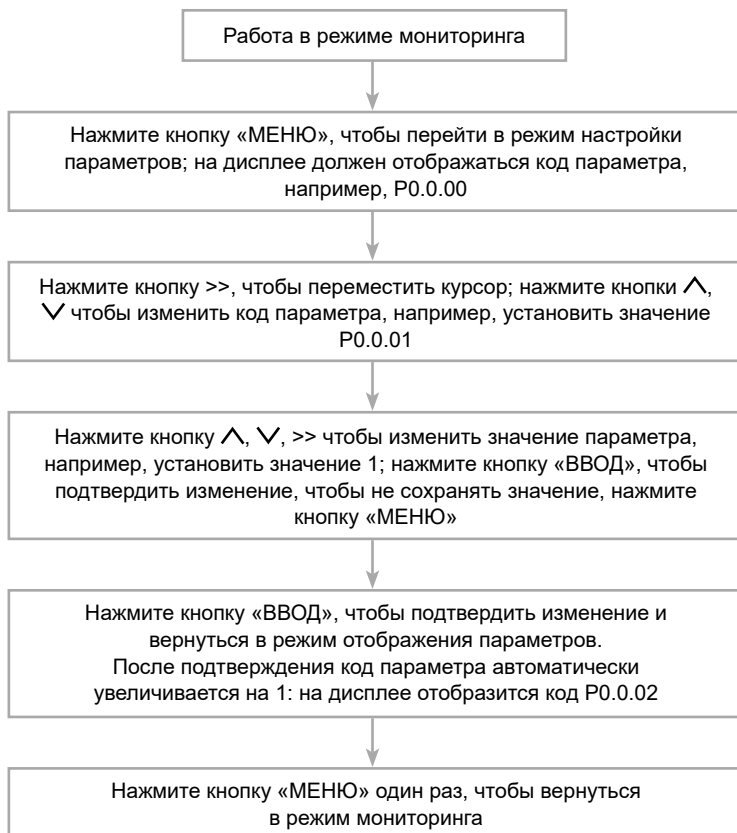 Работа в режиме мониторинга
Нажмите кнопку «МЕНЮ», чтобы перейти в режим настройки
параметров; на дисплее должен отображаться код параметра,
например, P0.0.00
Нажмите кнопку >>, чтобы переместить курсор; нажмите кнопки ⋀,
⋁ чтобы изменить код параметра, например, установить значение
P0.0.01
Нажмите кнопку ⋀, ⋁, >> чтобы изменить значение параметра,
например, установить значение 1; нажмите кнопку «ВВОД», чтобы
подтвердить изменение, чтобы не сохранять значение, нажмите
кнопку «МЕНЮ»
Нажмите кнопку «ВВОД», чтобы подтвердить изменение и
вернуться в режим отображения параметров.
После подтверждения код параметра автоматически
увеличивается на 1: на дисплее отобразится код P0.0.02
Нажмите кнопку «МЕНЮ» один раз, чтобы вернуться
в режим мониторинга